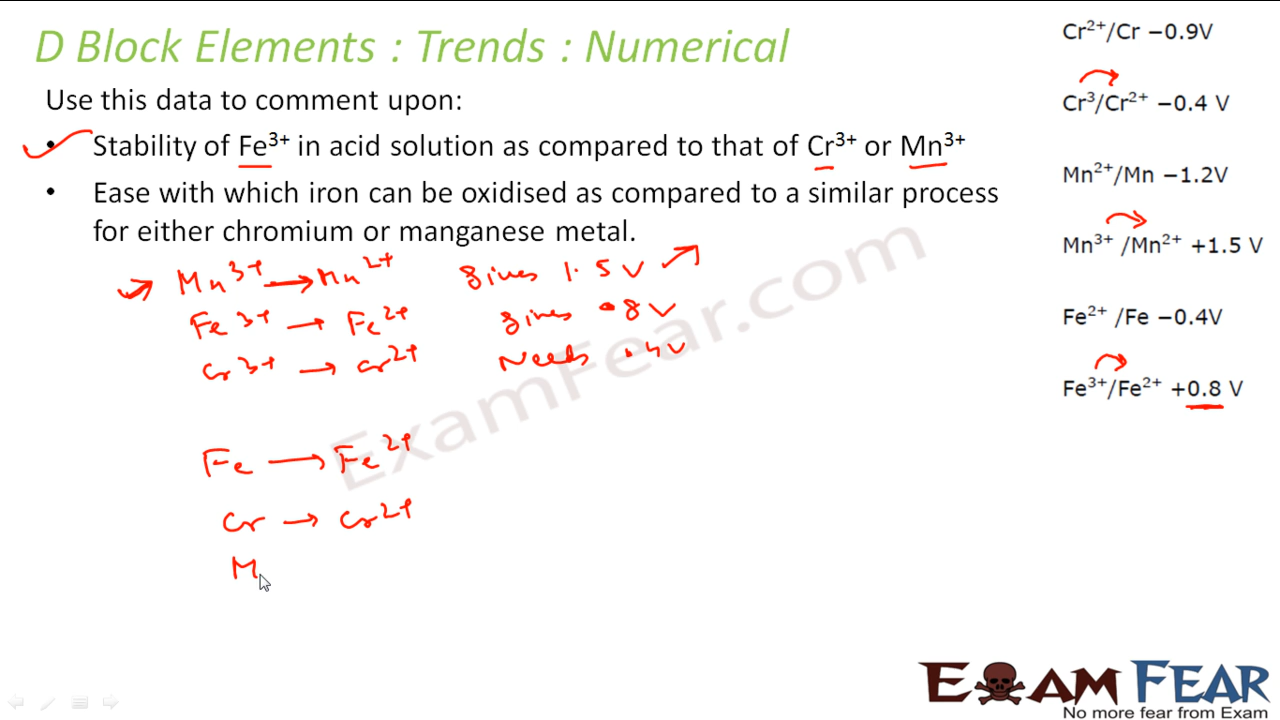 D Block Elements : Trends : Numerical
Use this data to comment upon:
• Stability of Fe³⁺ in acid solution as compared to that of Cr³⁺ or Mn³⁺
• Ease with which iron can be oxidised as compared to a similar process
for either chromium or manganese metal.
Mn³⁺ → Mn²⁺ gives 1.5 V
Fe³⁺ → Fe²⁺ gives .8 V
Cr³⁺ → Cr²⁺ Needs .4V
Fe → Fe²⁺
Cr → Cr²⁺
M
Cr²⁺/Cr −0.9V
Cr³/Cr²⁺ −0.4 V
Mn²⁺/Mn −1.2V
Mn³⁺ /Mn²⁺ +1.5 V
Fe²⁺ /Fe −0.4V
Fe³⁺/Fe²⁺ +0.8 V
ExamFear.com
EXAM FEAR
No more fear from Exam